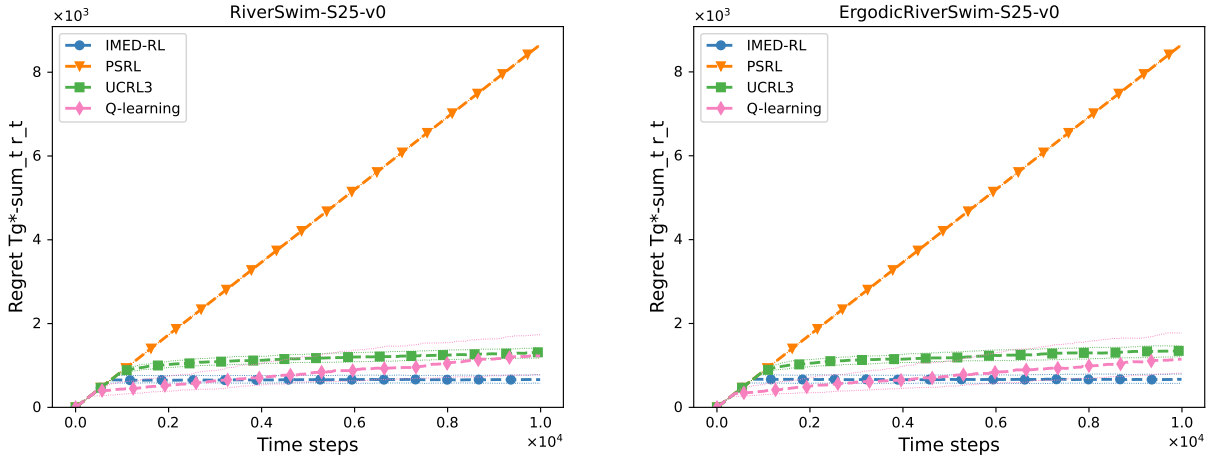 RiverSwim-S25-v0
×10³
IMED-RL
PSRL
UCRL3
Q-learning
Regret Tg*-sum_t r_t
8
6
4
2
0
0.0 0.2 0.4 0.6 0.8 1.0
×10⁴
Time steps
ErgodicRiverSwim-S25-v0
×10³
IMED-RL
PSRL
UCRL3
Q-learning
Regret Tg*-sum_t r_t
8
6
4
2
0
0.0 0.2 0.4 0.6 0.8 1.0
×10⁴
Time steps